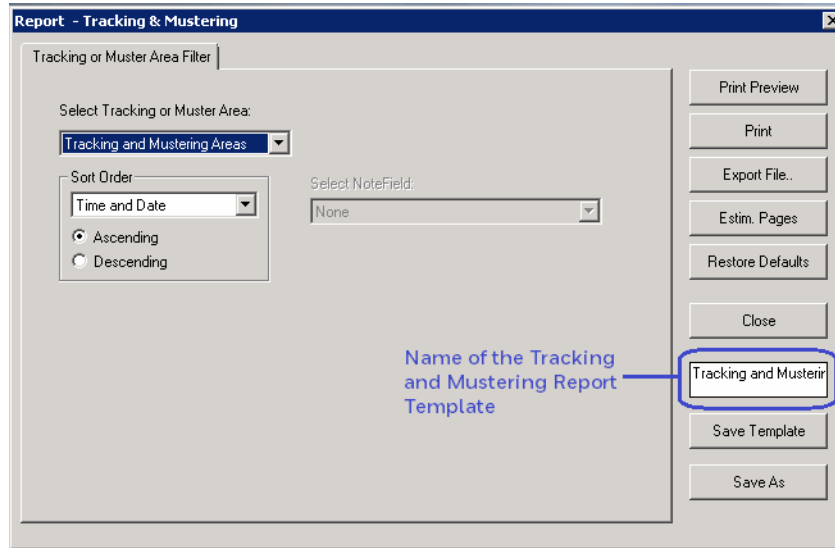 Report - Tracking & Mustering
Tracking or Muster Area Filter
Select Tracking or Muster Area:
Tracking and Mustering Areas
Sort Order
Time and Date
Ascending
Descending
Select NoteField:
None
Print Preview
Print
Export File..
Estim. Pages
Restore Defaults
Close
Name of the Tracking
and Mustering Report
Template
Tracking and Musterin
Save Template
Save As